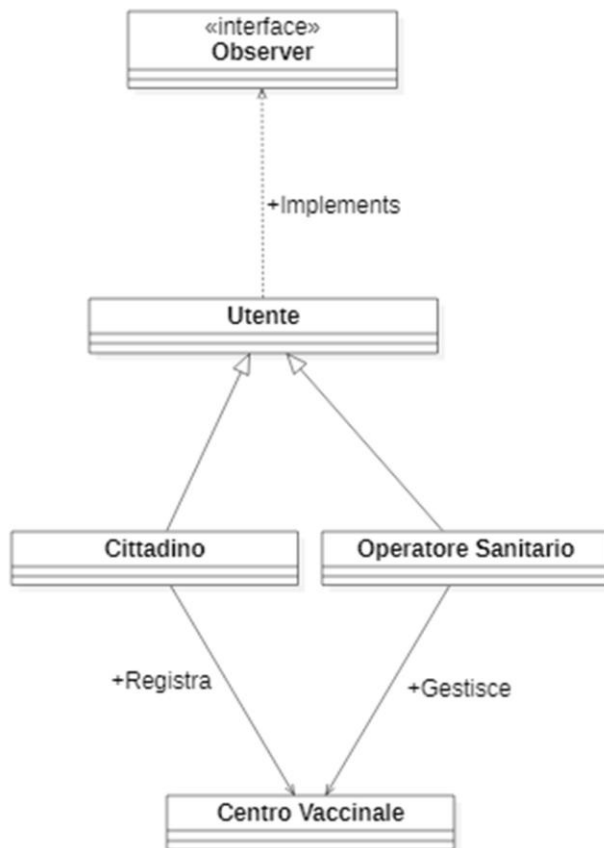 «interface»
Observer
+Implements
Utente
Cittadino
Operatore Sanitario
+Registra
+Gestisce
Centro Vaccinale